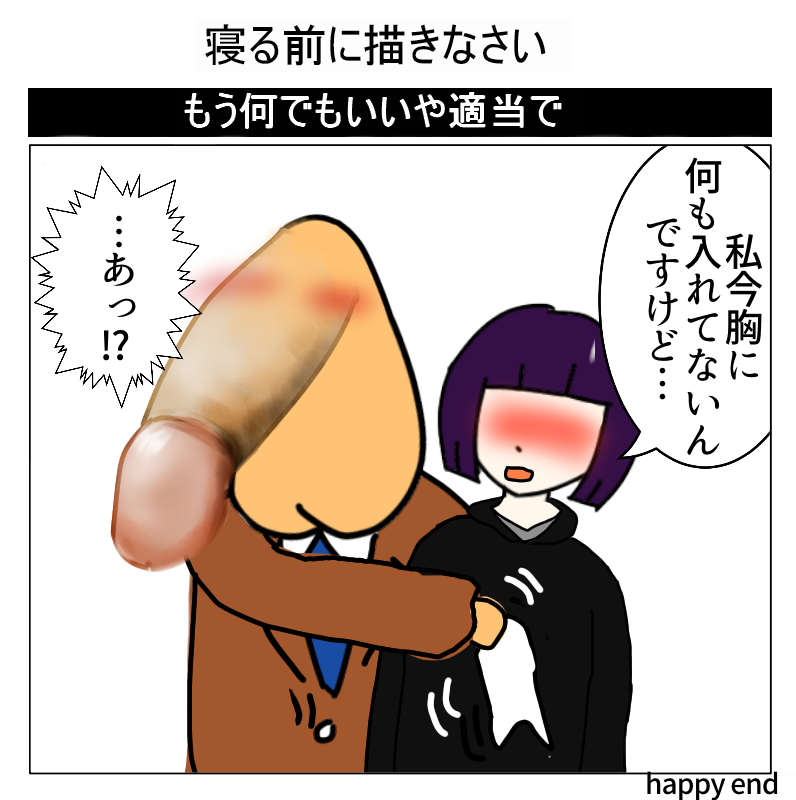 寝る前に描きなさい
もう何でもいいや適当で
私今胸に
何も入れてないん
ですけど…
…あっ!?
happy end